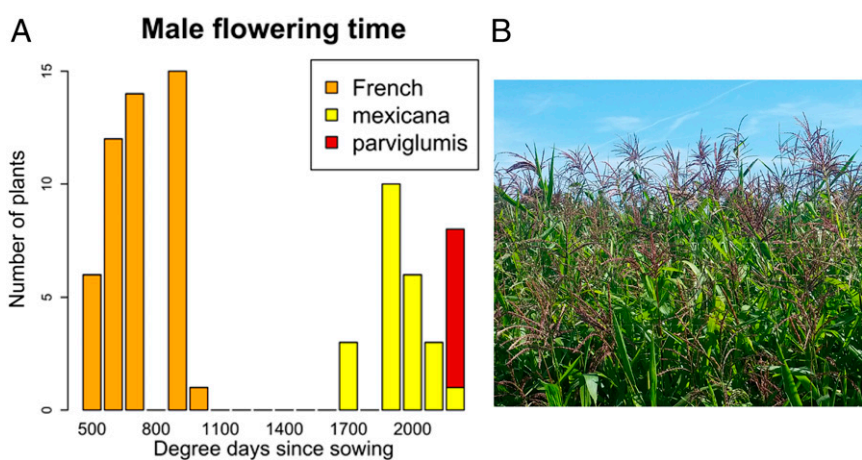 A
Male flowering time
B
15
10
5
0
Number of plants
French
mexicana
parviglumis
500 800 1100 1400 1700 2000
Degree days since sowing